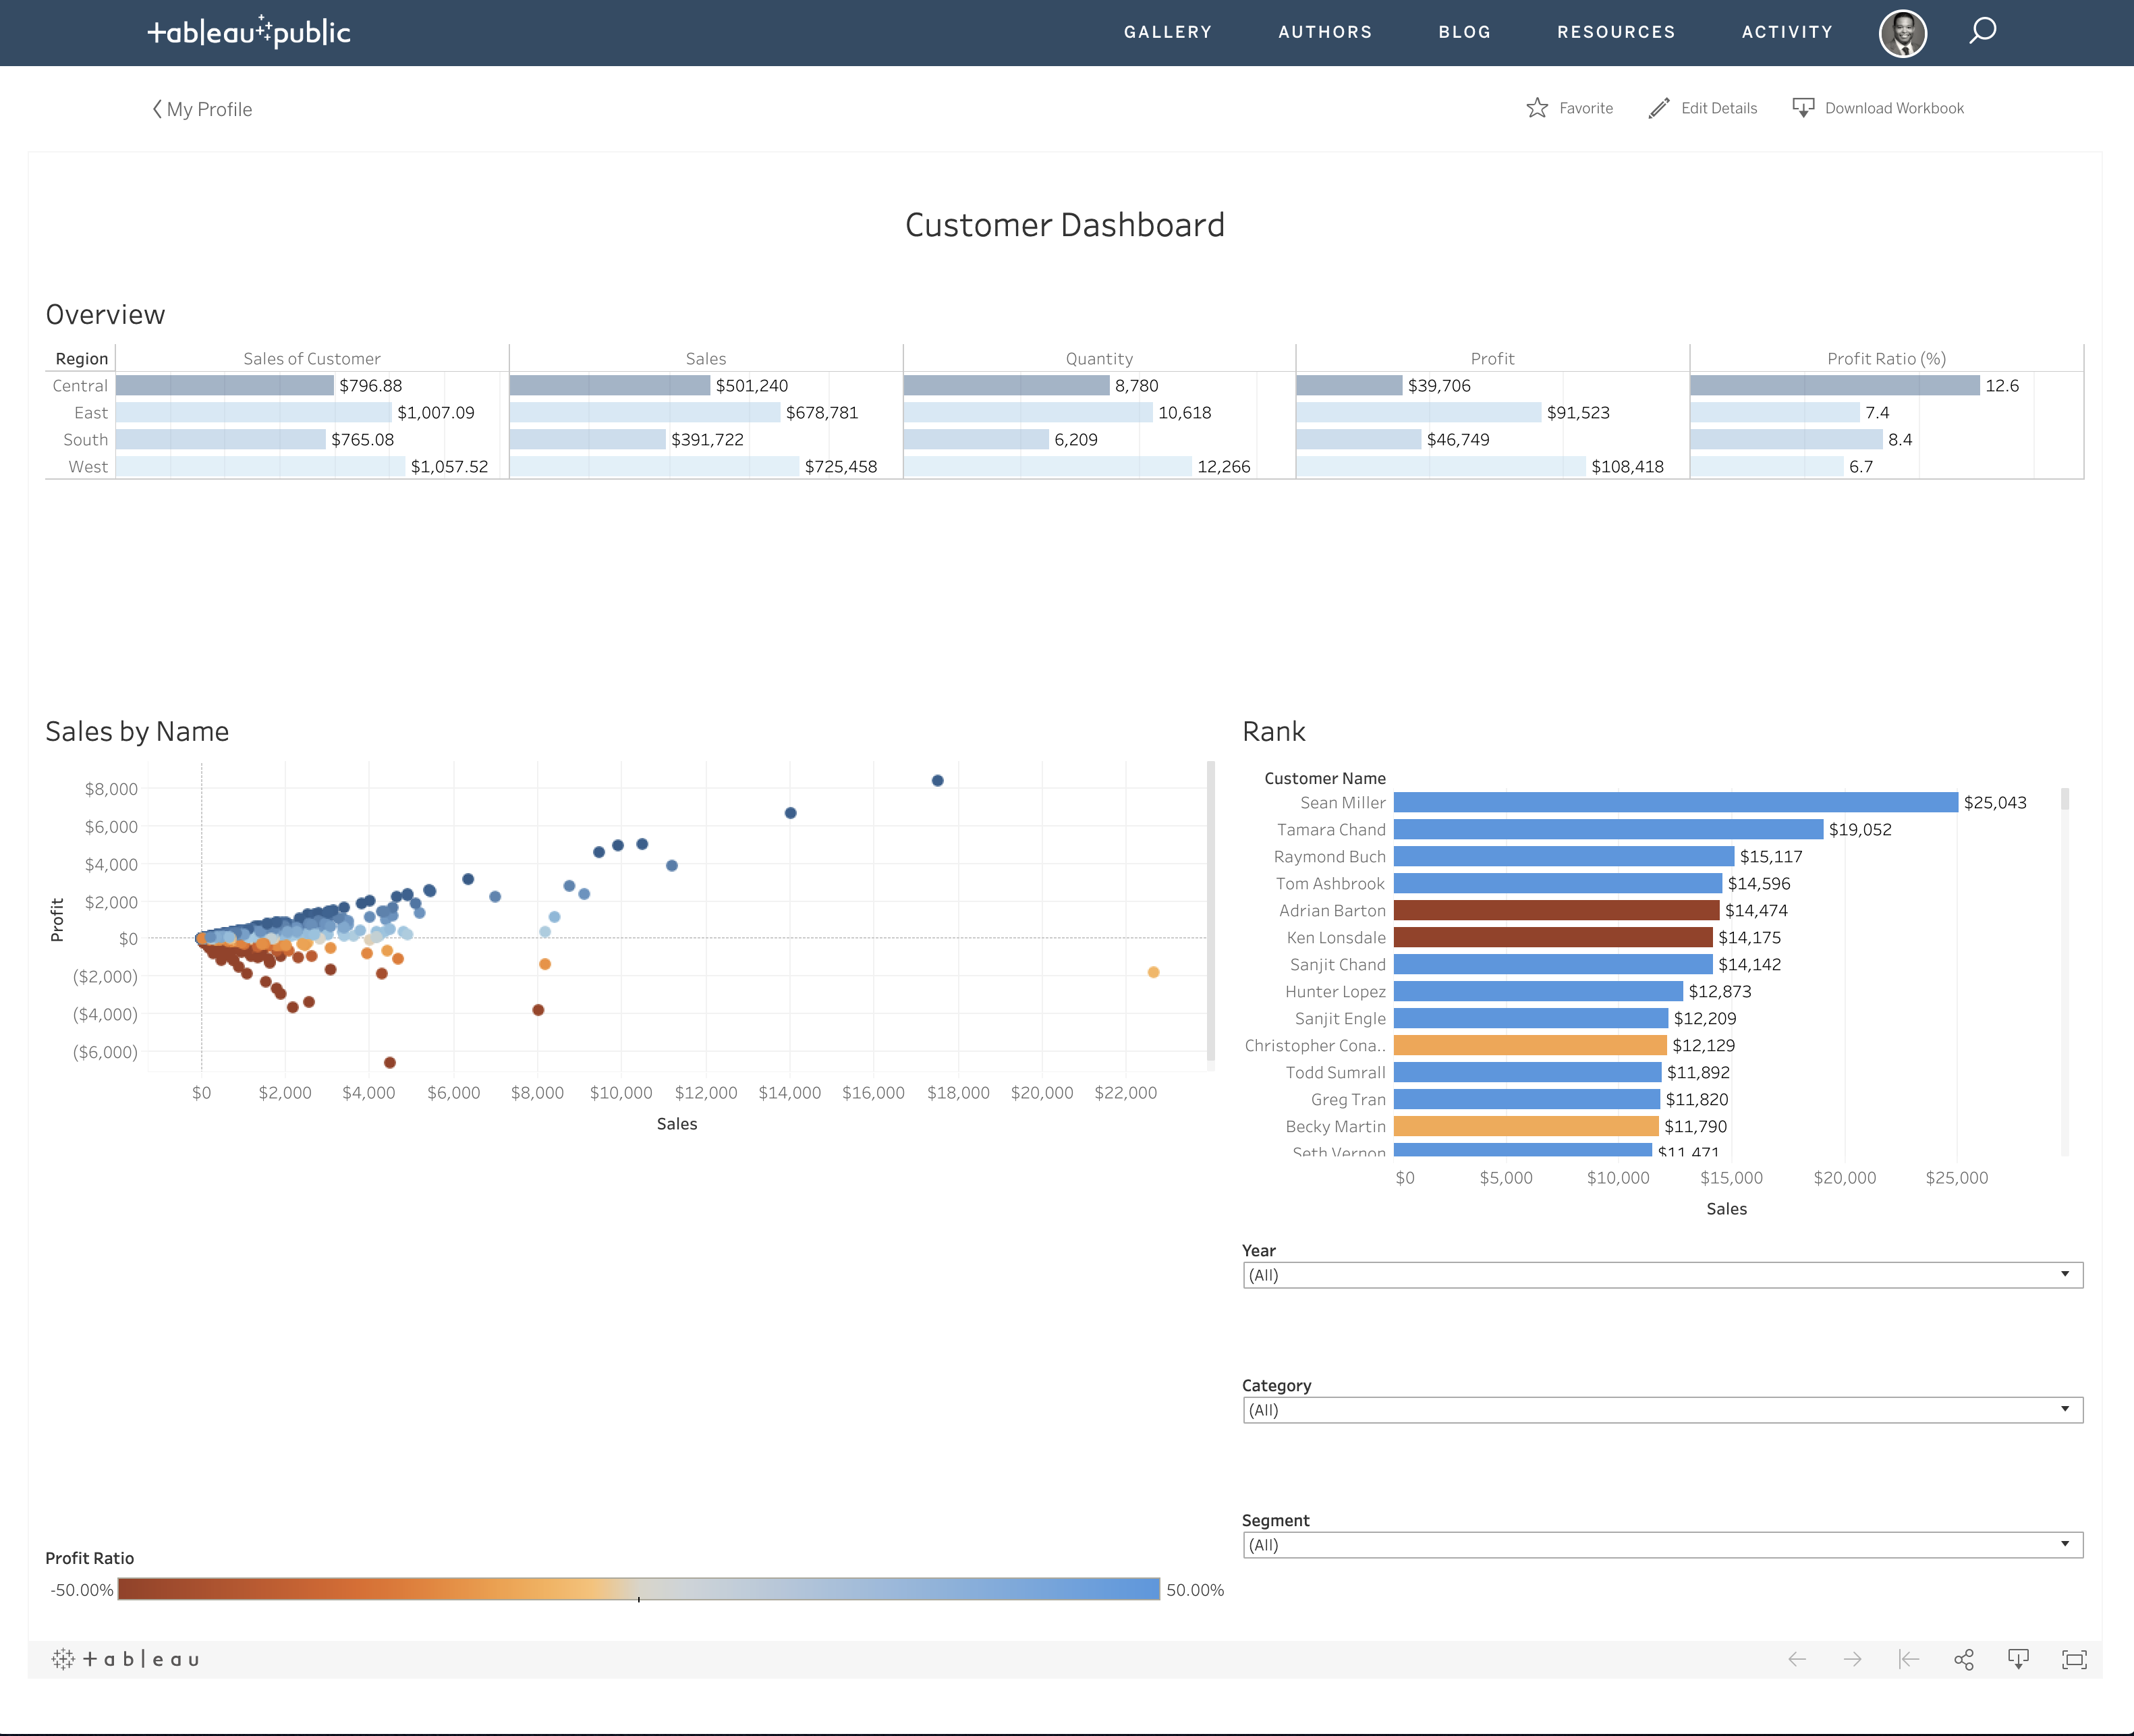 +ableau public GALLERY AUTHORS BLOG RESOURCES ACTIVITY
My Profile Favorite Edit Details Download Workbook
Customer Dashboard
Overview
Region Sales of Customer Sales Quantity Profit Profit Ratio (%)
Central $796.88 $501,240 8,780 $39,706 12.6
East $1,007.09 $678,781 10,618 $91,523 7.4
South $765.08 $391,722 6,209 $46,749 8.4
West $1,057.52 $725,458 12,266 $108,418 6.7
Sales by Name
Profit
$8,000
$6,000
$4,000
$2,000
$0
($2,000)
($4,000)
($6,000)
$0 $2,000 $4,000 $6,000 $8,000 $10,000 $12,000 $14,000 $16,000 $18,000 $20,000 $22,000
Sales
Rank
Customer Name
Sean Miller $25,043
Tamara Chand $19,052
Raymond Buch $15,117
Tom Ashbrook $14,596
Adrian Barton $14,474
Ken Lonsdale $14,175
Sanjit Chand $14,142
Hunter Lopez $12,873
Sanjit Engle $12,209
Christopher Cona.. $12,129
Todd Sumrall $11,892
Greg Tran $11,820
Becky Martin $11,790
Seth Vernon $11,471
$0 $5,000 $10,000 $15,000 $20,000 $25,000
Sales
Year
(All)
Category
(All)
Segment
(All)
Profit Ratio
-50.00% 50.00%
+ableau